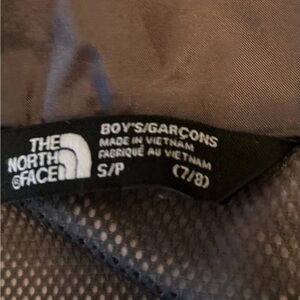 THE
NORTH
®FACE
BOY'S/GARÇONS
MADE IN VIETNAM
FABRIQUÉ AU VIETNAM
S/P (7/8)